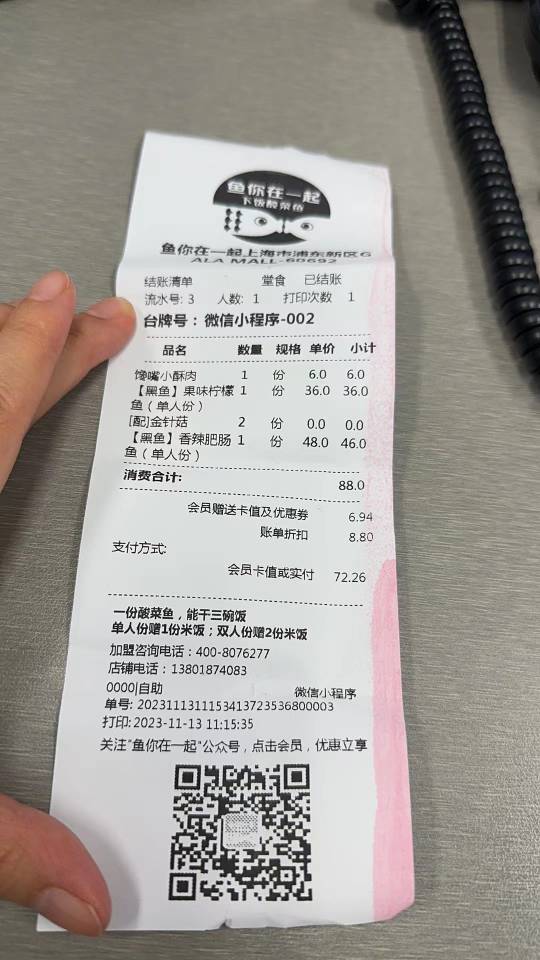 鱼你在一起
下饭酸菜鱼
鱼你在一起上海市浦东新区G
ALA MALL-60692
结账清单 堂食 已结账
流水号: 3 人数: 1 打印次数 1
台牌号：微信小程序-002
品名 数量 规格 单价 小计
馋嘴小酥肉 1 份 6.0 6.0
【黑鱼】果味柠檬 1 份 36.0 36.0
鱼（单人份）
[配]金针菇 2 份 0.0 0.0
【黑鱼】香辣肥肠 1 份 48.0 46.0
鱼（单人份）
消费合计: 88.0
会员赠送卡值及优惠券 6.94
账单折扣 8.80
支付方式:
会员卡值或实付 72.26
一份酸菜鱼，能干三碗饭
单人份赠1份米饭；双人份赠2份米饭
加盟咨询电话：400-8076277
店铺电话：13801874083
0000|自助 微信小程序
单号: 2023111311153413723536800003
打印: 2023-11-13 11:15:35
关注"鱼你在一起"公众号，点击会员，优惠立享